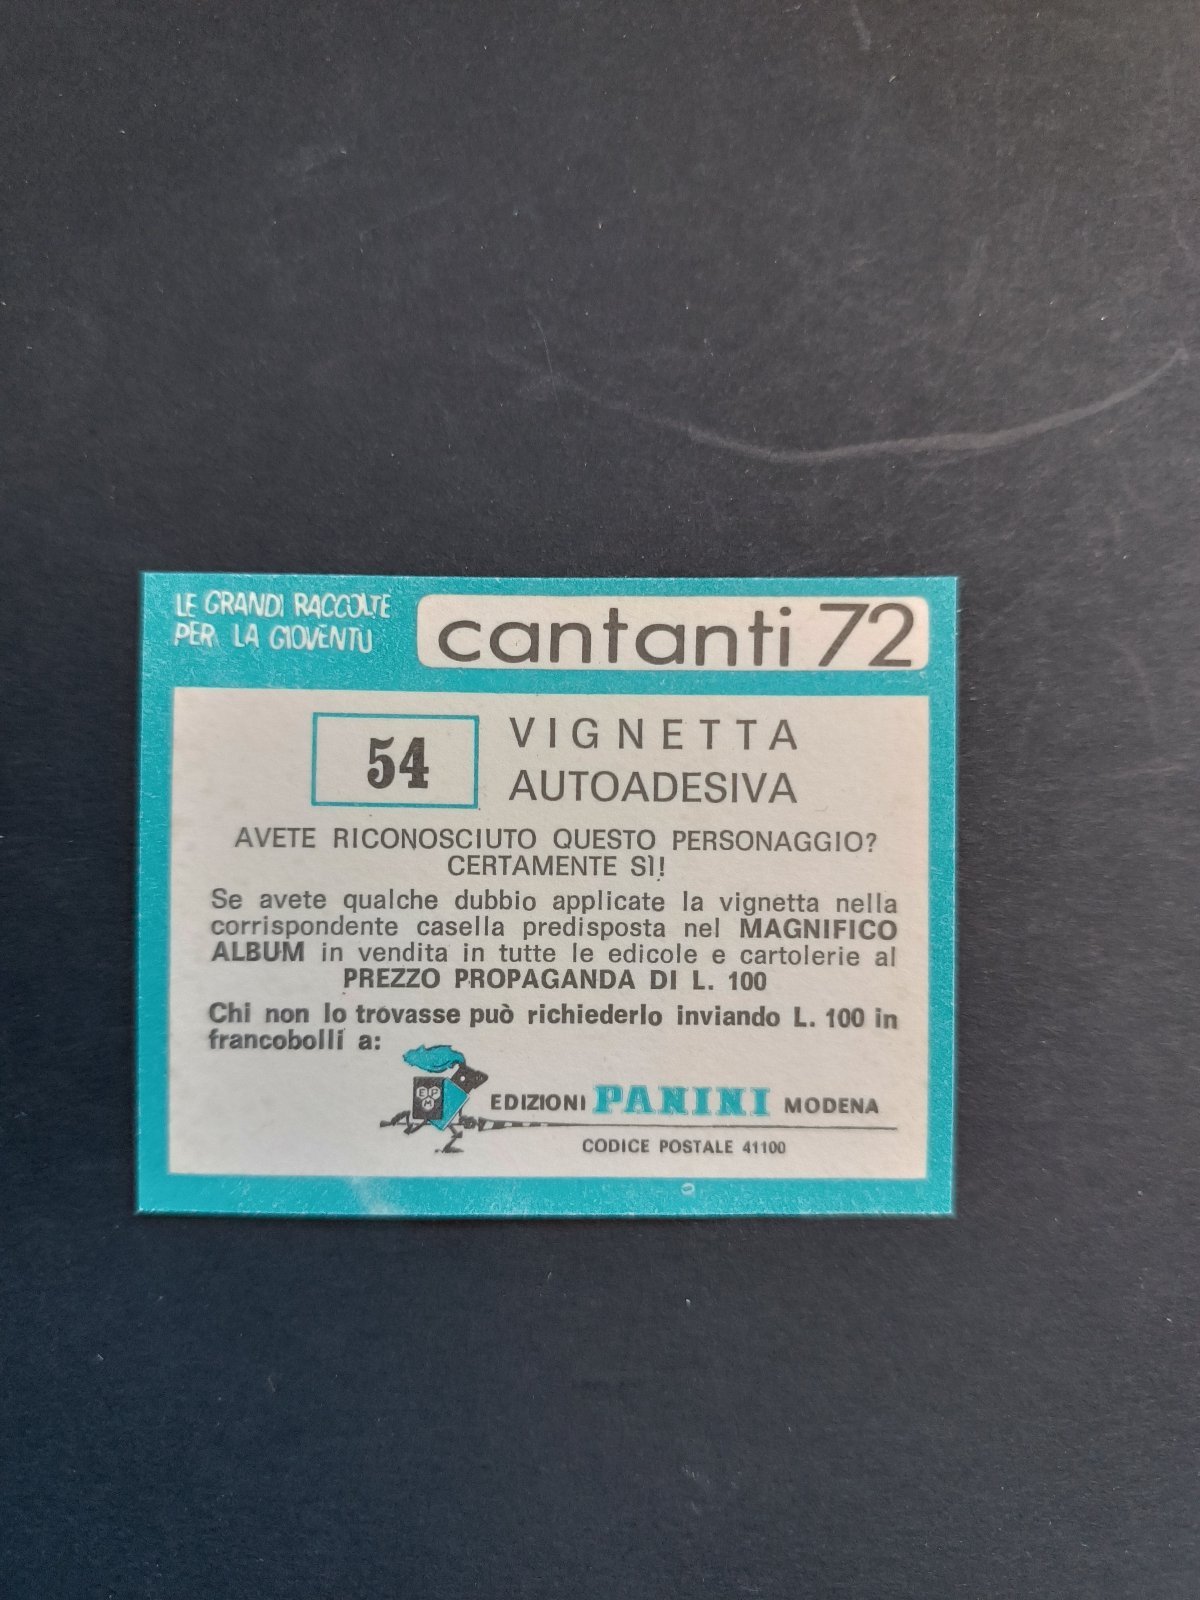 LE GRANDI RACCOLTE
PER LA GIOVENTÙ
cantanti 72
54
VIGNETTA
AUTOADESIVA
AVETE RICONOSCIUTO QUESTO PERSONAGGIO?
CERTAMENTE SÌ!
Se avete qualche dubbio applicate la vignetta nella
corrispondente casella predisposta nel MAGNIFICO
ALBUM in vendita in tutte le edicole e cartolerie al
PREZZO PROPAGANDA DI L. 100
Chi non lo trovasse può richiederlo inviando L. 100 in
francobolli a:
EPM
EDIZIONI PANINI MODENA
CODICE POSTALE 41100